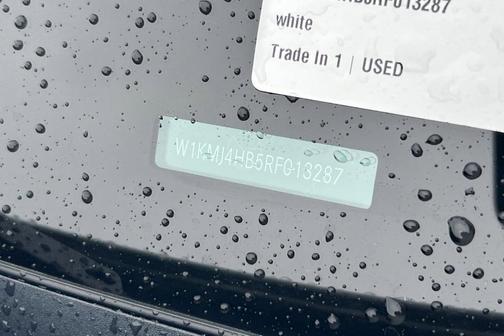 white
Trade In 1 | USED
W1KMJ4HB5RF013287